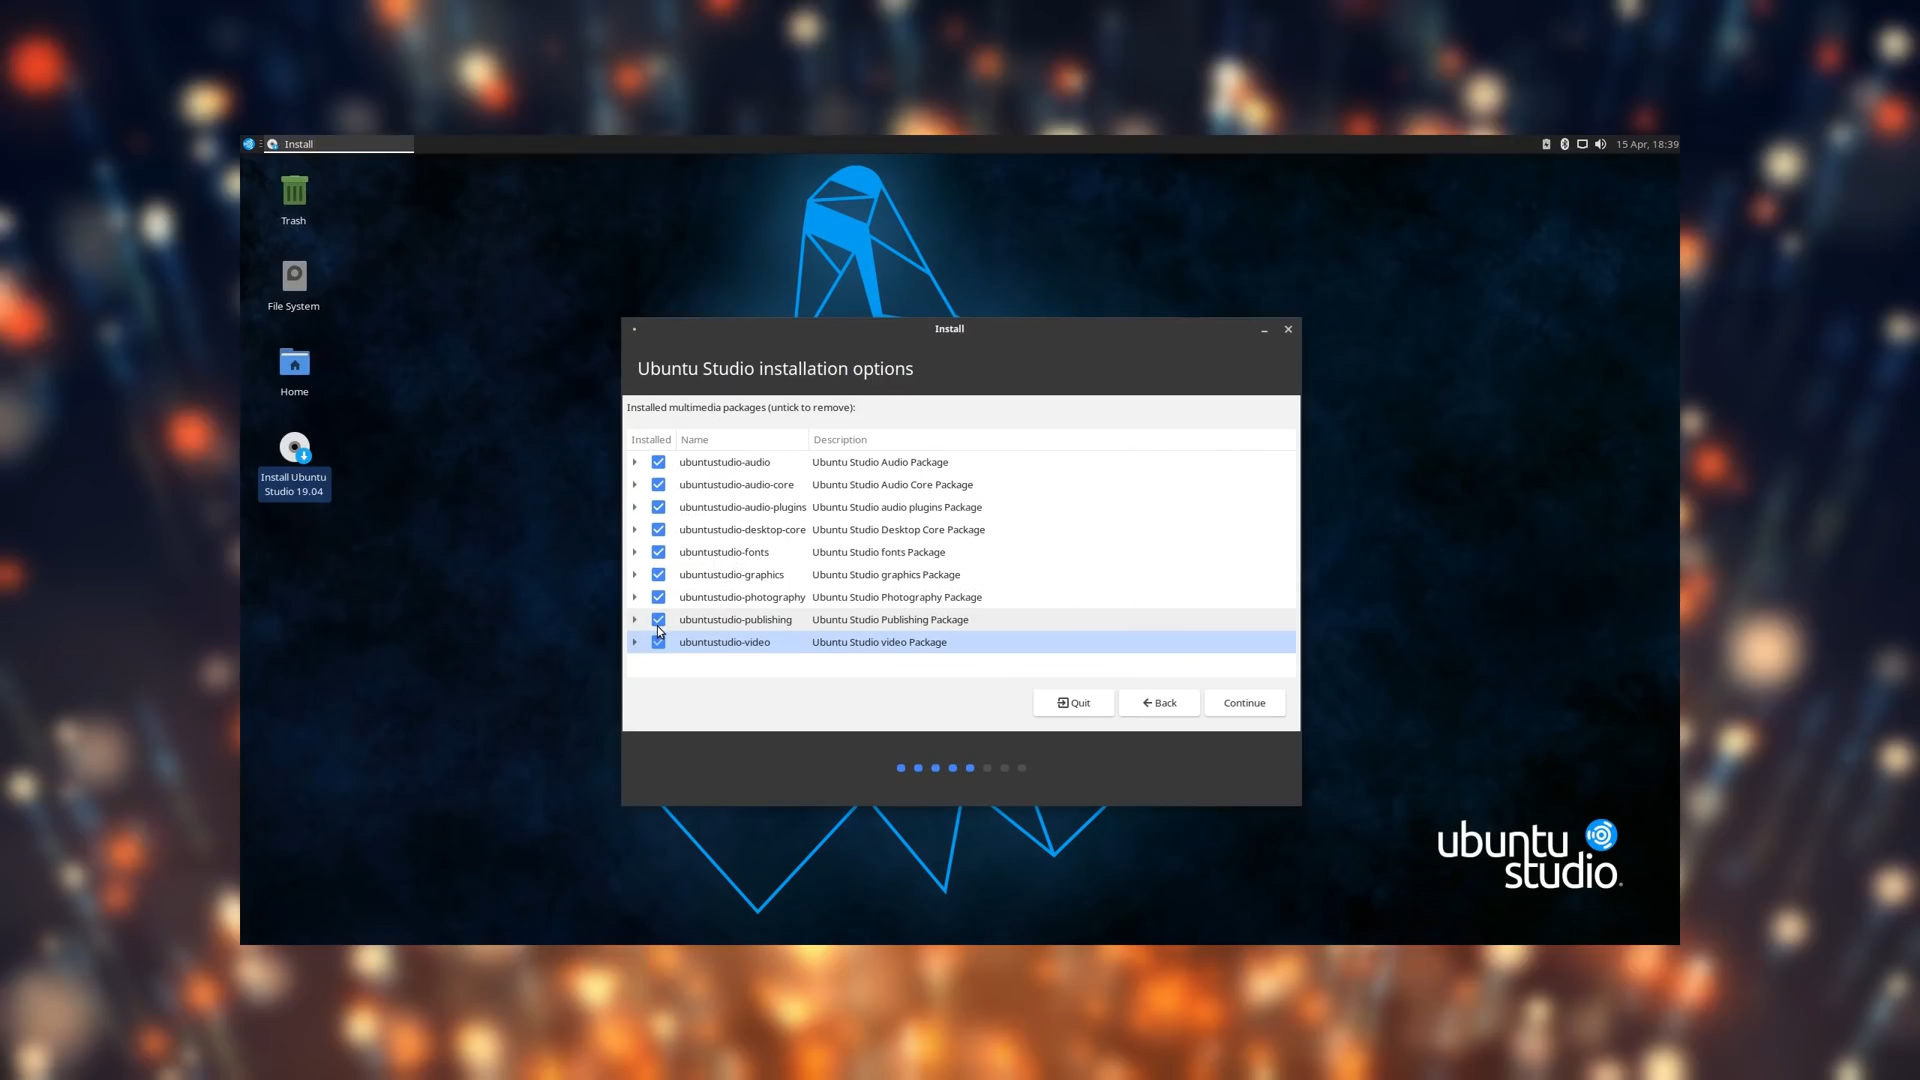 Install
15 Apr, 18:39
Trash
File System
Home
Install Ubuntu
Studio 19.04
Install
Ubuntu Studio installation options
Installed multimedia packages (untick to remove):
Installed Name Description
ubuntustudio-audio Ubuntu Studio Audio Package
ubuntustudio-audio-core Ubuntu Studio Audio Core Package
ubuntustudio-audio-plugins Ubuntu Studio audio plugins Package
ubuntustudio-desktop-core Ubuntu Studio Desktop Core Package
ubuntustudio-fonts Ubuntu Studio fonts Package
ubuntustudio-graphics Ubuntu Studio graphics Package
ubuntustudio-photography Ubuntu Studio Photography Package
ubuntustudio-publishing Ubuntu Studio Publishing Package
ubuntustudio-video Ubuntu Studio video Package
Quit Back Continue
ubuntu
studio